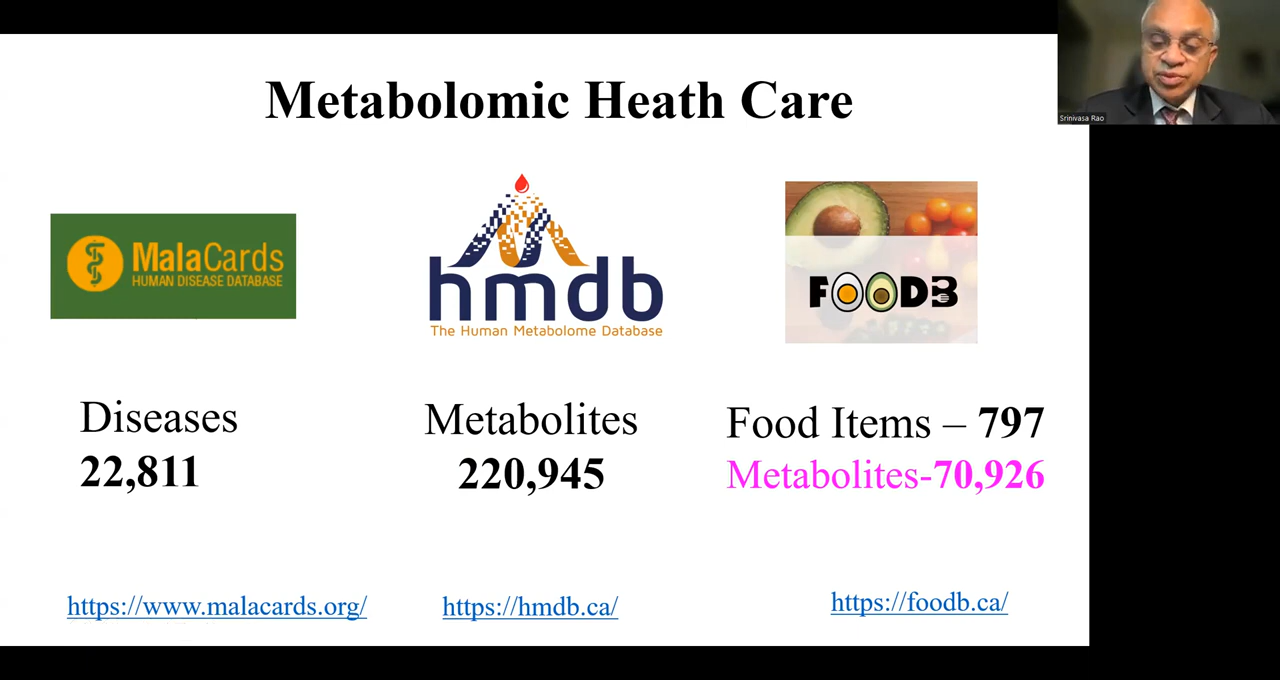 Metabolomic Heath Care
Srinivasa Rao
MalaCards
HUMAN DISEASE DATABASE
hmdb
The Human Metabolome Database
FOODB
Diseases
22,811
Metabolites
220,945
Food Items – 797
Metabolites-70,926
https://www.malacards.org/
https://hmdb.ca/
https://foodb.ca/